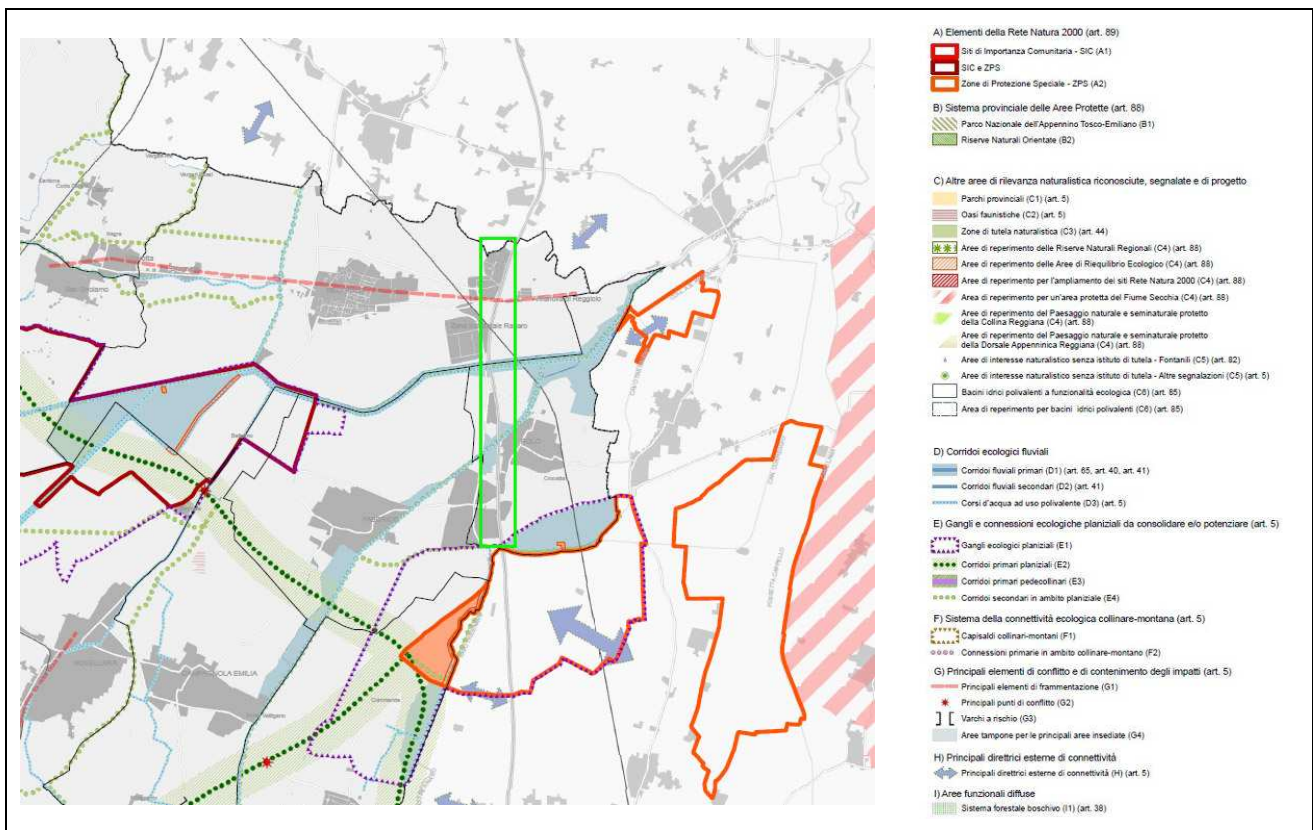 A) Elementi della Rete Natura 2000 (art. 89)
Siti di Importanza Comunitaria - SIC (A1)
SIC e ZPS
Zone di Protezione Speciale - ZPS (A2)
B) Sistema provinciale delle Aree Protette (art. 88)
Parco Nazionale dell'Appennino Tosco-Emiliano (B1)
Riserve Naturali Orientate (B2)
C) Altre aree di rilevanza naturalistica riconosciute, segnalate e di progetto
Parchi provinciali (C1) (art. 5)
Oasi faunistiche (C2) (art. 5)
Zone di tutela naturalistica (C3) (art. 44)
Aree di reperimento delle Riserve Naturali Regionali (C4) (art. 88)
Aree di reperimento delle Aree di Riequilibrio Ecologico (C4) (art. 88)
Aree di reperimento per l'ampliamento dei siti Rete Natura 2000 (C4) (art. 88)
Area di reperimento per un'area protetta del Fiume Secchia (C4) (art. 88)
Area di reperimento del Paesaggio naturale e seminaturale protetto
della Collina Reggiana (C4) (art. 88)
Area di reperimento del Paesaggio naturale e seminaturale protetto
della Dorsale Appenninica Reggiana (C4) (art. 88)
Aree di interesse naturalistico senza istituto di tutela - Fontanili (C5) (art. 82)
Aree di interesse naturalistico senza istituto di tutela - Altre segnalazioni (C5) (art. 5)
Bacini idrici polivalenti a funzionalità ecologica (C6) (art. 85)
Area di reperimento per bacini idrici polivalenti (C6) (art. 85)
D) Corridoi ecologici fluviali
Corridoi fluviali primari (D1) (art. 65, art. 40, art. 41)
Corridoi fluviali secondari (D2) (art. 41)
Corsi d'acqua ad uso polivalente (D3) (art. 5)
E) Gangli e connessioni ecologiche planiziali da consolidare e/o potenziare (art. 5)
Gangli ecologici planiziali (E1)
Corridoi primari planiziali (E2)
Corridoi primari pedecollinari (E3)
Corridoi secondari in ambito planiziale (E4)
F) Sistema della connettività ecologica collinare-montana (art. 5)
Capisaldi collinari-montani (F1)
Connessioni primarie in ambito collinare-montano (F2)
G) Principali elementi di conflitto e di contenimento degli impatti (art. 5)
Principali elementi di frammentazione (G1)
Principali punti di conflitto (G2)
Varchi a rischio (G3)
Aree tampone per le principali aree insediate (G4)
H) Principali direttrici esterne di connettività
Principali direttrici esterne di connettività (H) (art. 5)
I) Aree funzionali diffuse
Sistema forestale boschivo (I1) (art. 38)